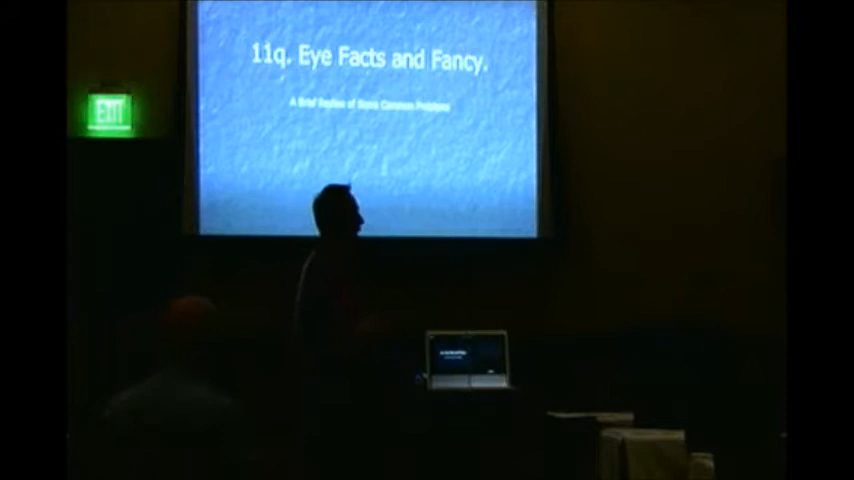 11q. Eye Facts and Fancy.
A Brief Review of Some Common Problems
EXIT